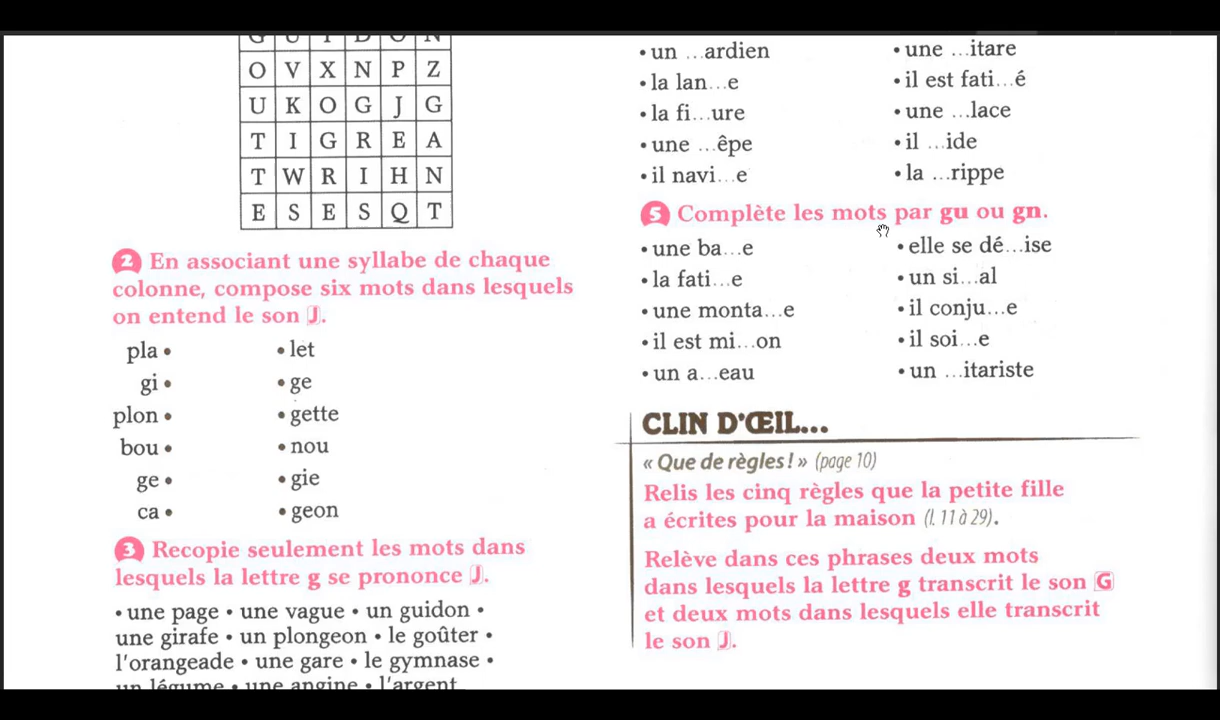 G U I D O N
O V X N P Z
U K O G J G
T I G R E A
T W R I H N
E S E S Q T
2 En associant une syllabe de chaque
colonne, compose six mots dans lesquels
on entend le son J.
pla • • let
gi • • ge
plon • • gette
bou • • nou
ge • • gie
ca • • geon
3 Recopie seulement les mots dans
lesquels la lettre g se prononce J.
• une page • une vague • un guidon •
une girafe • un plongeon • le goûter •
l'orangeade • une gare • le gymnase •
un légume • une angine • l'argent
• un ...ardien
• la lan...e
• la fi...ure
• une ...êpe
• il navi...e
• une ...itare
• il est fati...é
• une ...lace
• il ...ide
• la ...rippe
5 Complète les mots par gu ou gn.
• une ba...e
• la fati...e
• une monta...e
• il est mi...on
• un a...eau
• elle se dé...ise
• un si...al
• il conju...e
• il soi...e
• un ...itariste
CLIN D'ŒIL...
« Que de règles ! » (page 10)
Relis les cinq règles que la petite fille
a écrites pour la maison (l. 11 à 29).
Relève dans ces phrases deux mots
dans lesquels la lettre g transcrit le son G
et deux mots dans lesquels elle transcrit
le son J.